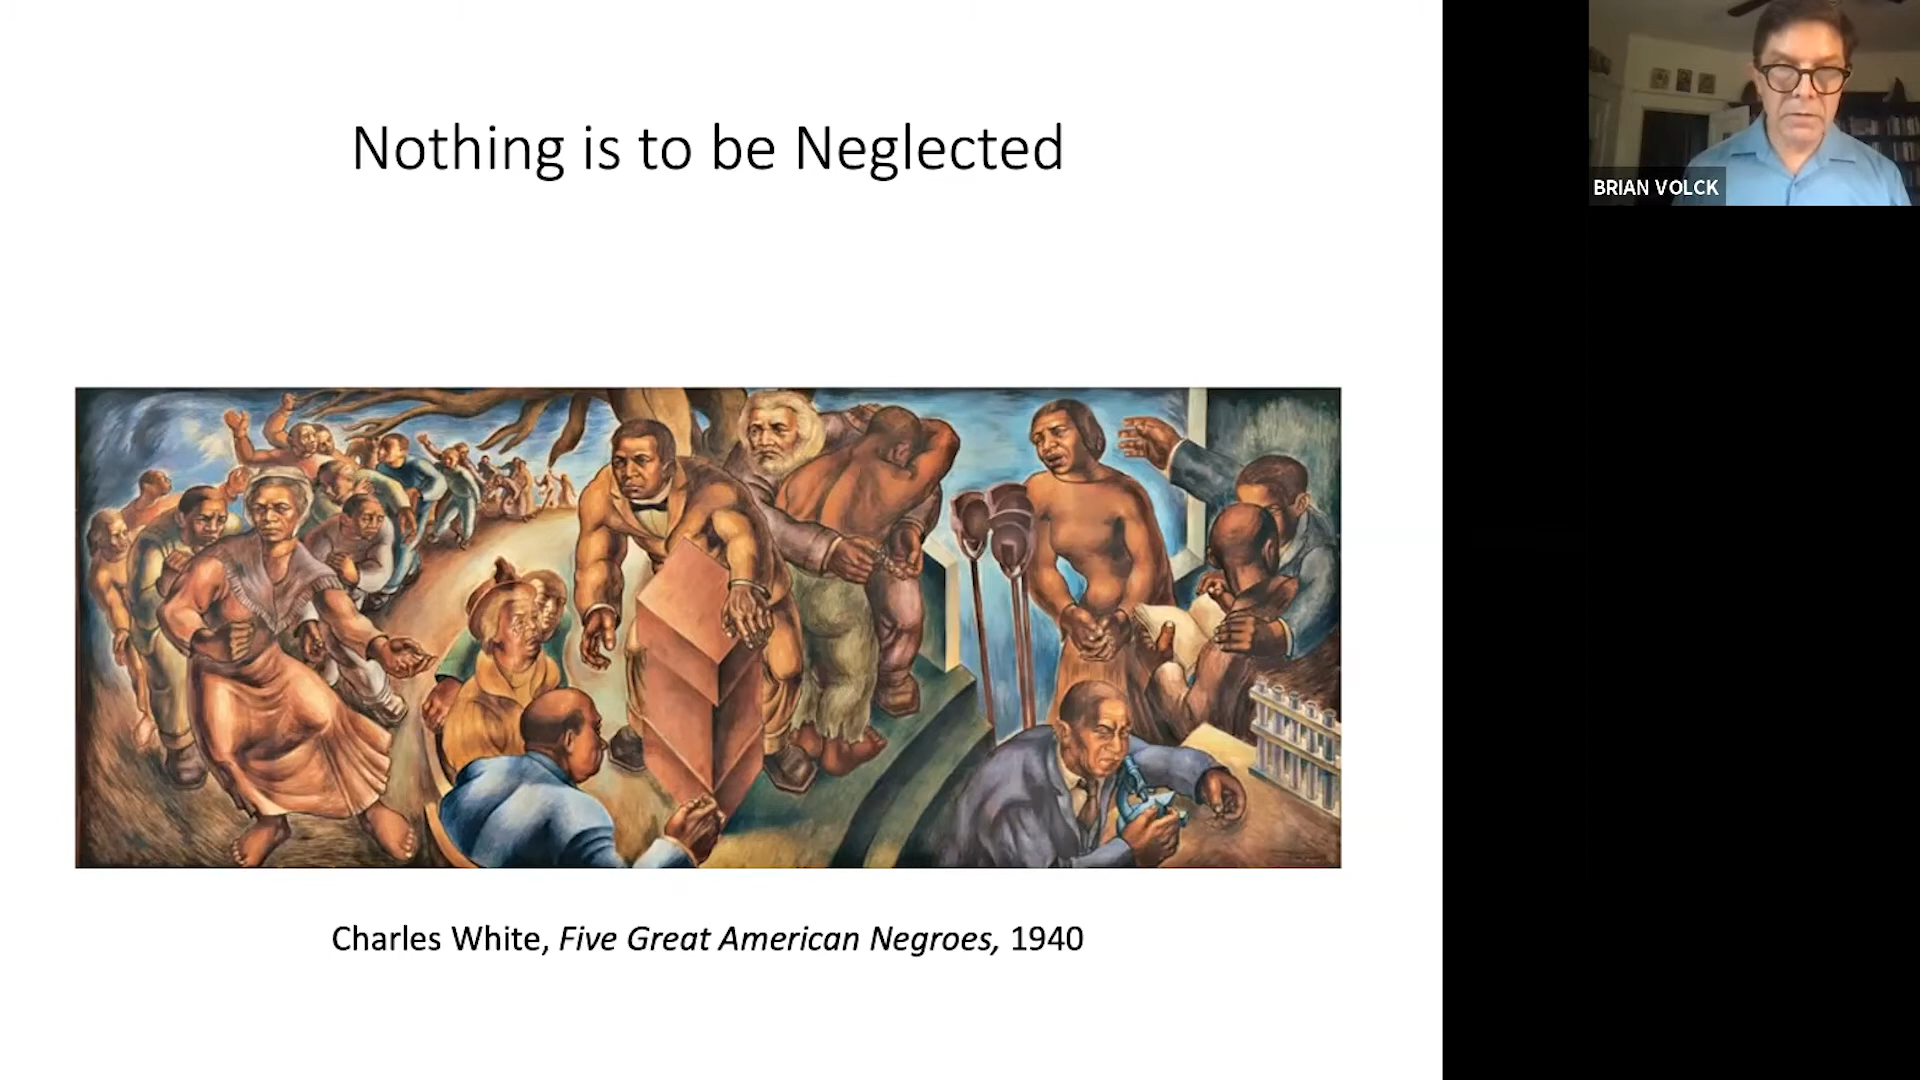 Nothing is to be Neglected
BRIAN VOLCK
Charles White, Five Great American Negroes, 1940